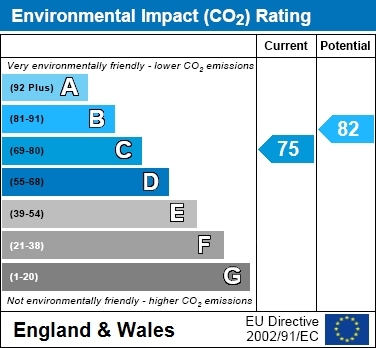 Environmental Impact (CO₂) Rating
Current Potential
Very environmentally friendly - lower CO₂ emissions
(92 Plus) A
(81-91) B
82
(69-80) C
75
(55-68) D
(39-54) E
(21-38) F
(1-20) G
Not environmentally friendly - higher CO₂ emissions
England & Wales
EU Directive
2002/91/EC